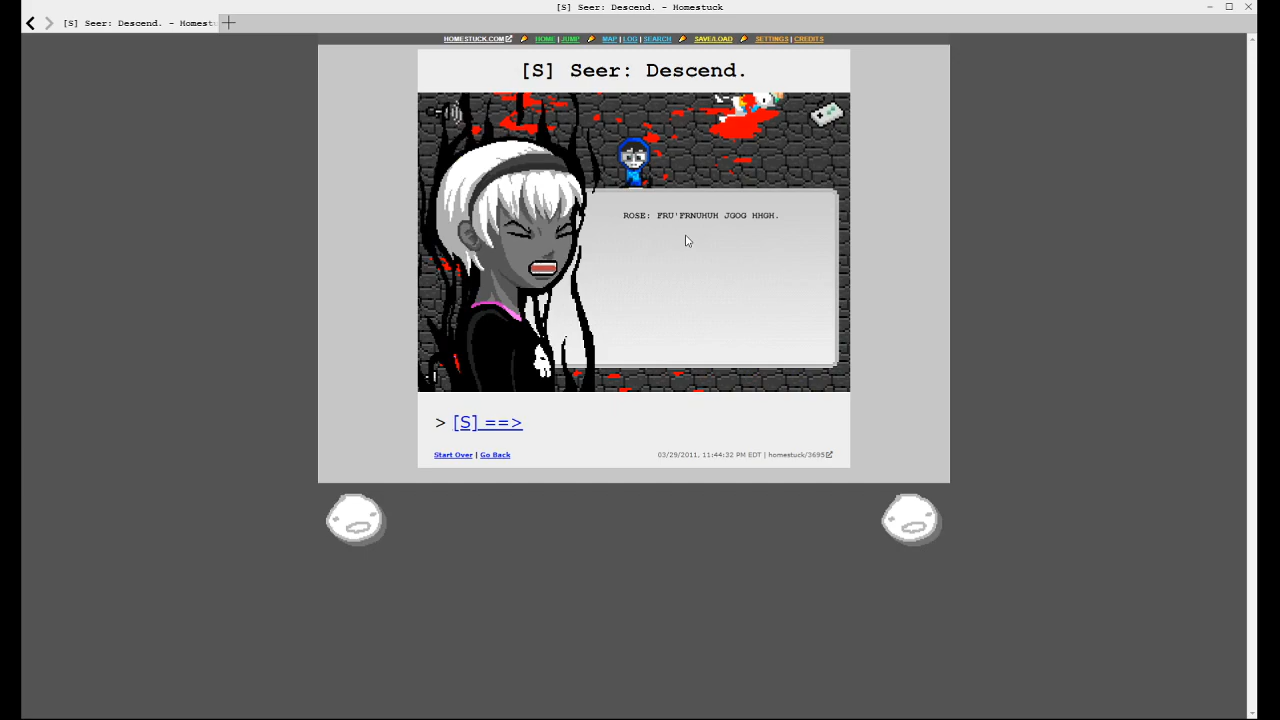 [S] Seer: Descend. - Homestuck
[S] Seer: Descend. - Homest
HOMESTUCK.COM HOME | JUMP MAP | LOG | SEARCH SAVE/LOAD SETTINGS | CREDITS
[S] Seer: Descend.
ROSE: FRU'FRNUHUH JGOG HHGH.
> [S] ==>
Start Over | Go Back
03/29/2011, 11:44:32 PM EDT | homestuck/3695